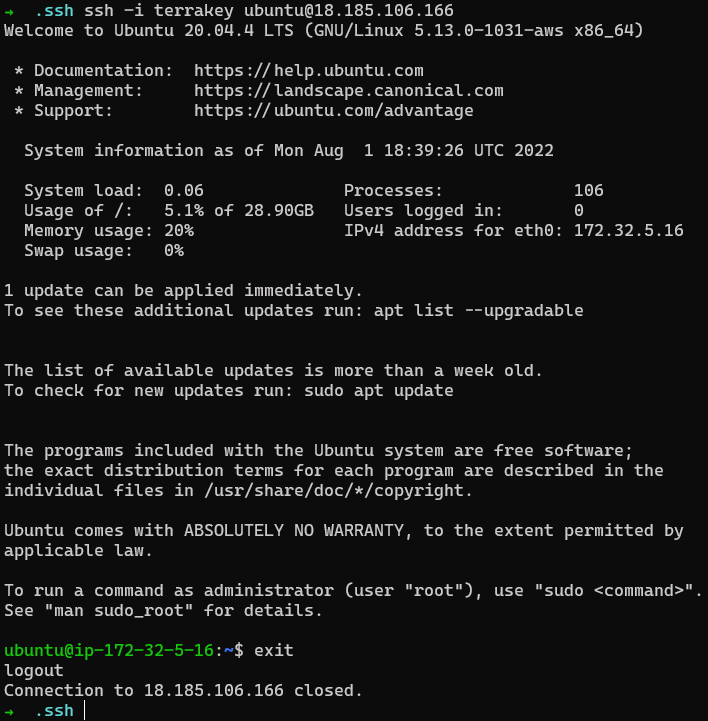 → .ssh ssh -i terrakey ubuntu@18.185.106.166
Welcome to Ubuntu 20.04.4 LTS (GNU/Linux 5.13.0-1031-aws x86_64)
* Documentation: https://help.ubuntu.com
* Management: https://landscape.canonical.com
* Support: https://ubuntu.com/advantage
System information as of Mon Aug 1 18:39:26 UTC 2022
System load: 0.06 Processes: 106
Usage of /: 5.1% of 28.90GB Users logged in: 0
Memory usage: 20% IPv4 address for eth0: 172.32.5.16
Swap usage: 0%
1 update can be applied immediately.
To see these additional updates run: apt list --upgradable
The list of available updates is more than a week old.
To check for new updates run: sudo apt update
The programs included with the Ubuntu system are free software;
the exact distribution terms for each program are described in the
individual files in /usr/share/doc/*/copyright.
Ubuntu comes with ABSOLUTELY NO WARRANTY, to the extent permitted by
applicable law.
To run a command as administrator (user "root"), use "sudo <command>".
See "man sudo_root" for details.
ubuntu@ip-172-32-5-16:~$ exit
logout
Connection to 18.185.106.166 closed.
→ .ssh